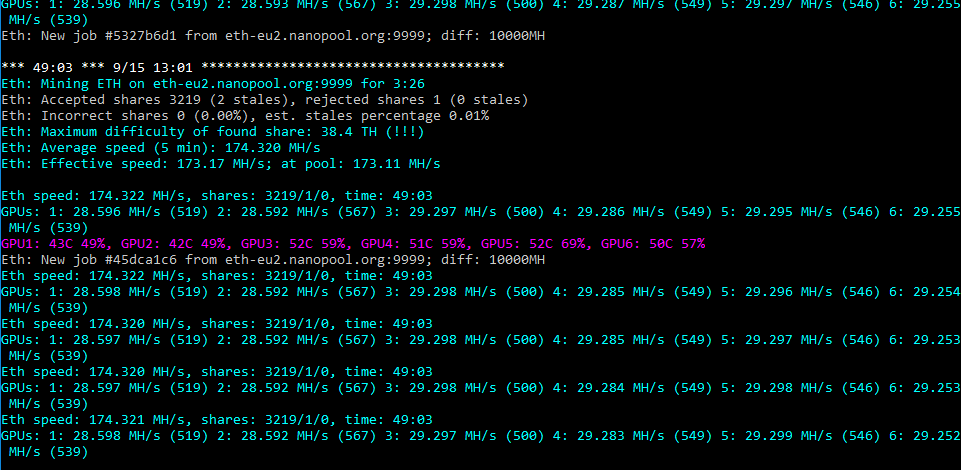 GPUs: 1: 28.596 MH/s (519) 2: 28.593 MH/s (567) 3: 29.298 MH/s (500) 4: 29.287 MH/s (549) 5: 29.297 MH/s (546) 6: 29.255
MH/s (539)
Eth: New job #5327b6d1 from eth-eu2.nanopool.org:9999; diff: 10000MH
*** 49:03 *** 9/15 13:01 **************************************
Eth: Mining ETH on eth-eu2.nanopool.org:9999 for 3:26
Eth: Accepted shares 3219 (2 stales), rejected shares 1 (0 stales)
Eth: Incorrect shares 0 (0.00%), est. stales percentage 0.01%
Eth: Maximum difficulty of found share: 38.4 TH (!!!)
Eth: Average speed (5 min): 174.320 MH/s
Eth: Effective speed: 173.17 MH/s; at pool: 173.11 MH/s
Eth speed: 174.322 MH/s, shares: 3219/1/0, time: 49:03
GPUs: 1: 28.596 MH/s (519) 2: 28.592 MH/s (567) 3: 29.297 MH/s (500) 4: 29.286 MH/s (549) 5: 29.295 MH/s (546) 6: 29.255
MH/s (539)
GPU1: 43C 49%, GPU2: 42C 49%, GPU3: 52C 59%, GPU4: 51C 59%, GPU5: 52C 69%, GPU6: 50C 57%
Eth: New job #45dca1c6 from eth-eu2.nanopool.org:9999; diff: 10000MH
Eth speed: 174.322 MH/s, shares: 3219/1/0, time: 49:03
GPUs: 1: 28.598 MH/s (519) 2: 28.592 MH/s (567) 3: 29.298 MH/s (500) 4: 29.285 MH/s (549) 5: 29.296 MH/s (546) 6: 29.254
MH/s (539)
Eth speed: 174.320 MH/s, shares: 3219/1/0, time: 49:03
GPUs: 1: 28.597 MH/s (519) 2: 28.592 MH/s (567) 3: 29.298 MH/s (500) 4: 29.285 MH/s (549) 5: 29.297 MH/s (546) 6: 29.253
MH/s (539)
Eth speed: 174.320 MH/s, shares: 3219/1/0, time: 49:03
GPUs: 1: 28.597 MH/s (519) 2: 28.592 MH/s (567) 3: 29.298 MH/s (500) 4: 29.284 MH/s (549) 5: 29.298 MH/s (546) 6: 29.253
MH/s (539)
Eth speed: 174.321 MH/s, shares: 3219/1/0, time: 49:03
GPUs: 1: 28.598 MH/s (519) 2: 28.592 MH/s (567) 3: 29.297 MH/s (500) 4: 29.283 MH/s (549) 5: 29.299 MH/s (546) 6: 29.252
MH/s (539)